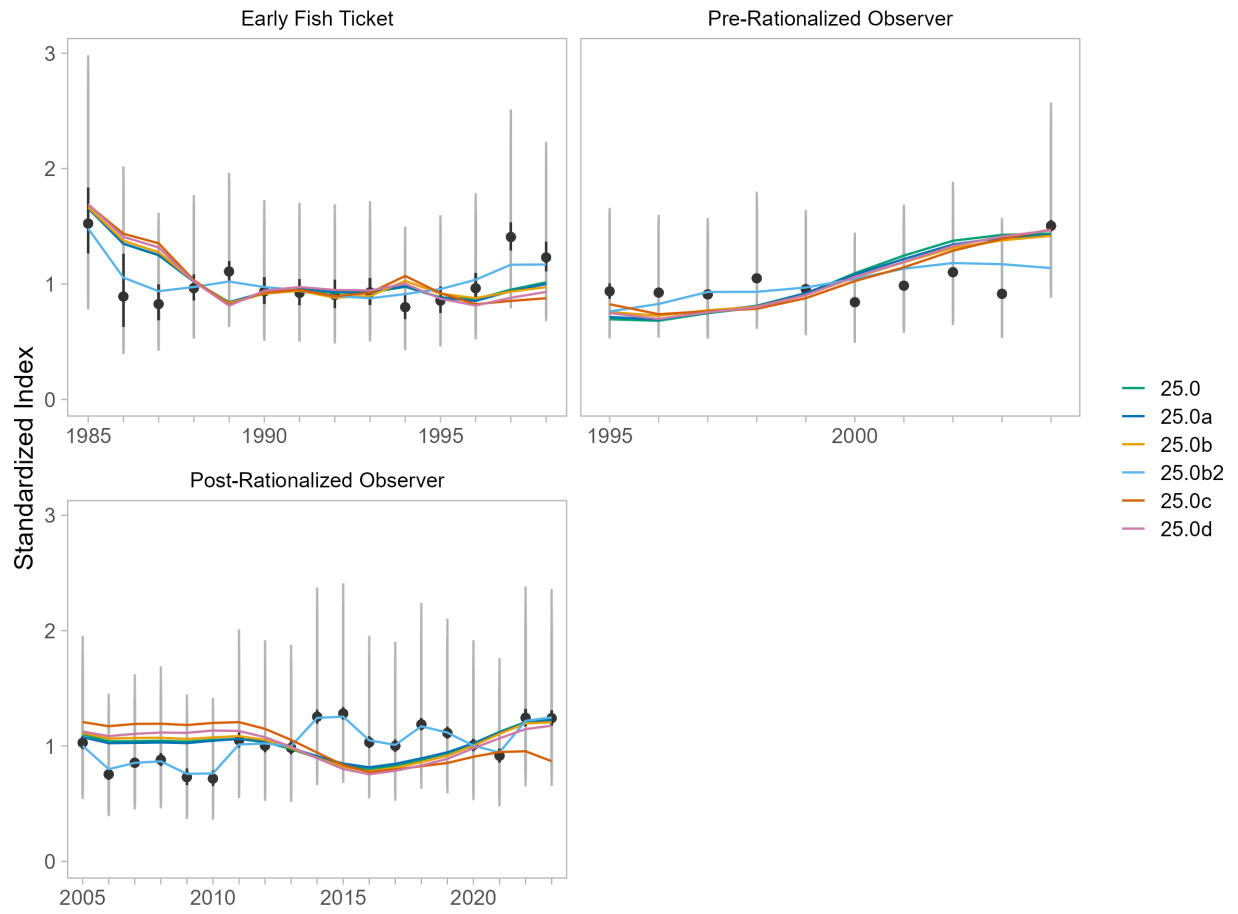 Early Fish Ticket
Pre-Rationalized Observer
3
2
1
0
1985 1990 1995
1995 2000
Post-Rationalized Observer
3
2
1
0
2005 2010 2015 2020
Standardized Index
25.0
25.0a
25.0b
25.0b2
25.0c
25.0d